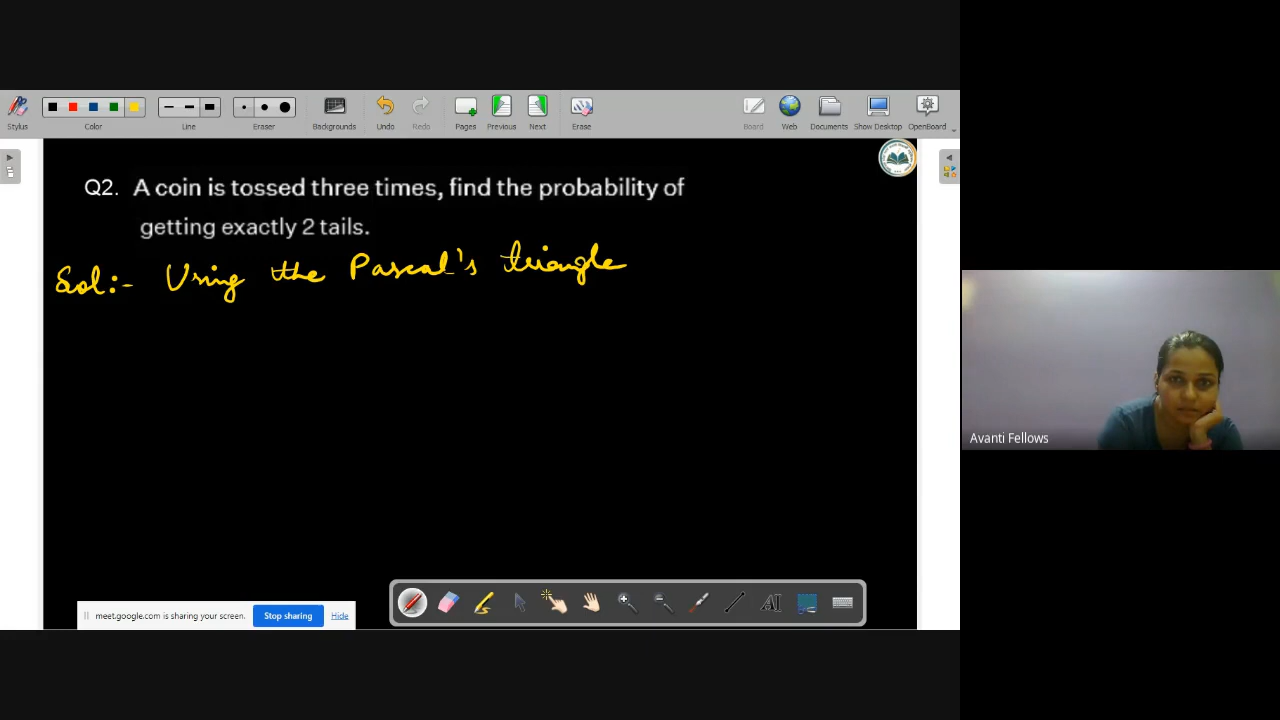 Stylus
Color
Line
Eraser
Backgrounds
Undo
Redo
Pages
Previous
Next
Erase
Board
Web
Documents
Show Desktop
OpenBoard
Q2. A coin is tossed three times, find the probability of
getting exactly 2 tails.
Sol:- Using the Pascal's triangle
Avanti Fellows
meet.google.com is sharing your screen.
Stop sharing
Hide
AI